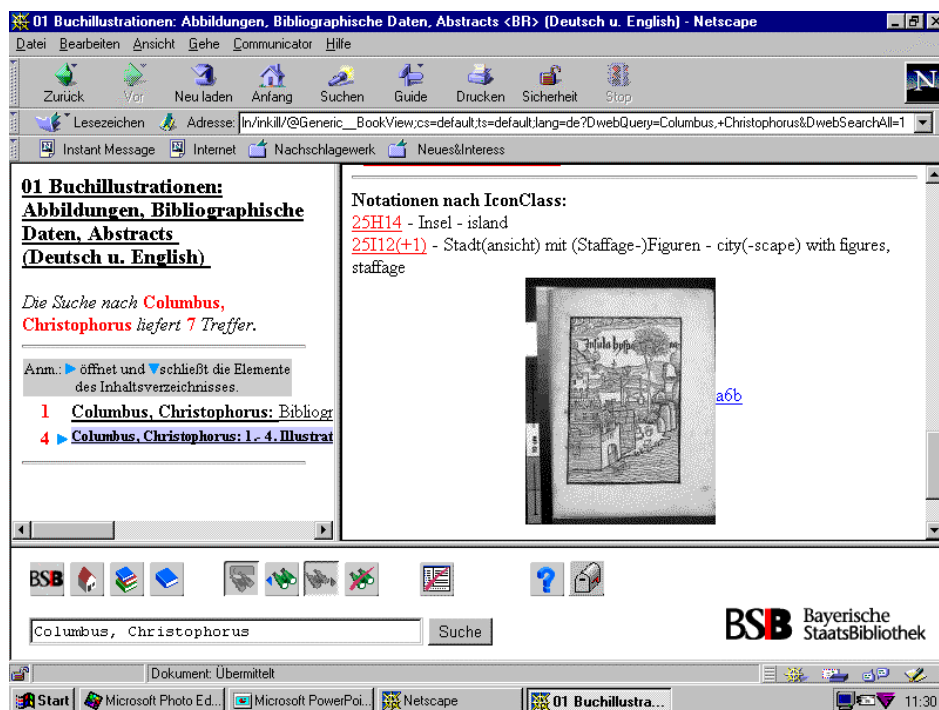 01 Buchillustrationen: Abbildungen, Bibliographische Daten, Abstracts <BR> (Deutsch u. English) - Netscape
Datei Bearbeiten Ansicht Gehe Communicator Hilfe
Zurück Vor Neu laden Anfang Suchen Guide Drucken Sicherheit Stop
N
Lesezeichen Adresse: ln/inkill/@Generic__BookView;cs=default;ts=default;lang=de?DwebQuery=Columbus,+Christophorus&DwebSearchAll=1
Instant Message Internet Nachschlagewerk Neues&Interess
01 Buchillustrationen:
Abbildungen, Bibliographische
Daten, Abstracts
(Deutsch u. English)
Die Suche nach Columbus,
Christophorus liefert 7 Treffer.
Anm.: öffnet und schließt die Elemente
des Inhaltsverzeichnisses.
1 Columbus, Christophorus: Bibliogr
4 Columbus, Christophorus: 1.- 4. Illustrat
Notationen nach IconClass:
25H14 - Insel - island
25I12(+1) - Stadt(ansicht) mit (Staffage-)Figuren - city(-scape) with figures,
staffage
a6b
BSB
Columbus, Christophorus Suche
BSB Bayerische
StaatsBibliothek
Dokument: Übermittelt
Start Microsoft Photo Ed... Microsoft PowerPoi... Netscape 01 Buchillustra... 11:30